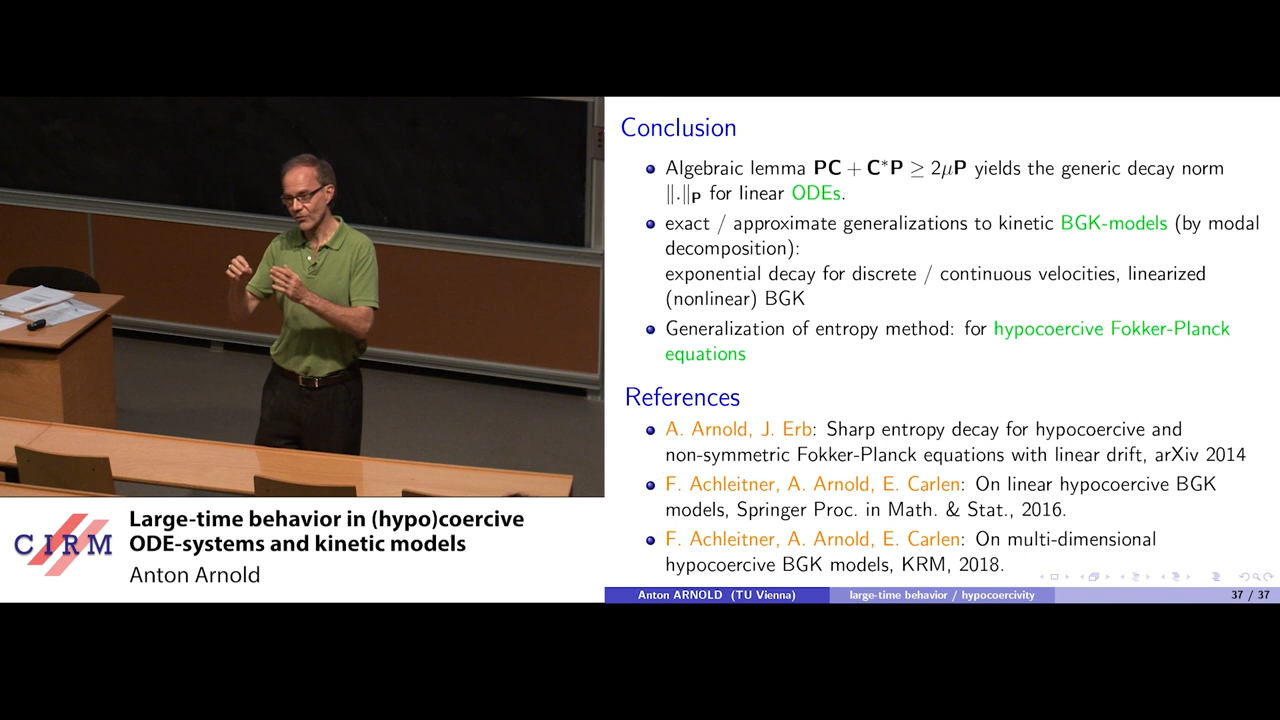 Conclusion
Algebraic lemma PC + C*P ≥ 2μP yields the generic decay norm
‖.‖P for linear ODEs.
exact / approximate generalizations to kinetic BGK-models (by modal
decomposition):
exponential decay for discrete / continuous velocities, linearized
(nonlinear) BGK
Generalization of entropy method: for hypocoercive Fokker-Planck
equations
References
A. Arnold, J. Erb: Sharp entropy decay for hypocoercive and
non-symmetric Fokker-Planck equations with linear drift, arXiv 2014
F. Achleitner, A. Arnold, E. Carlen: On linear hypocoercive BGK
models, Springer Proc. in Math. & Stat., 2016.
F. Achleitner, A. Arnold, E. Carlen: On multi-dimensional
hypocoercive BGK models, KRM, 2018.
Anton ARNOLD (TU Vienna)
large-time behavior / hypocoercivity
37 / 37
CIRM
Large-time behavior in (hypo)coercive
ODE-systems and kinetic models
Anton Arnold